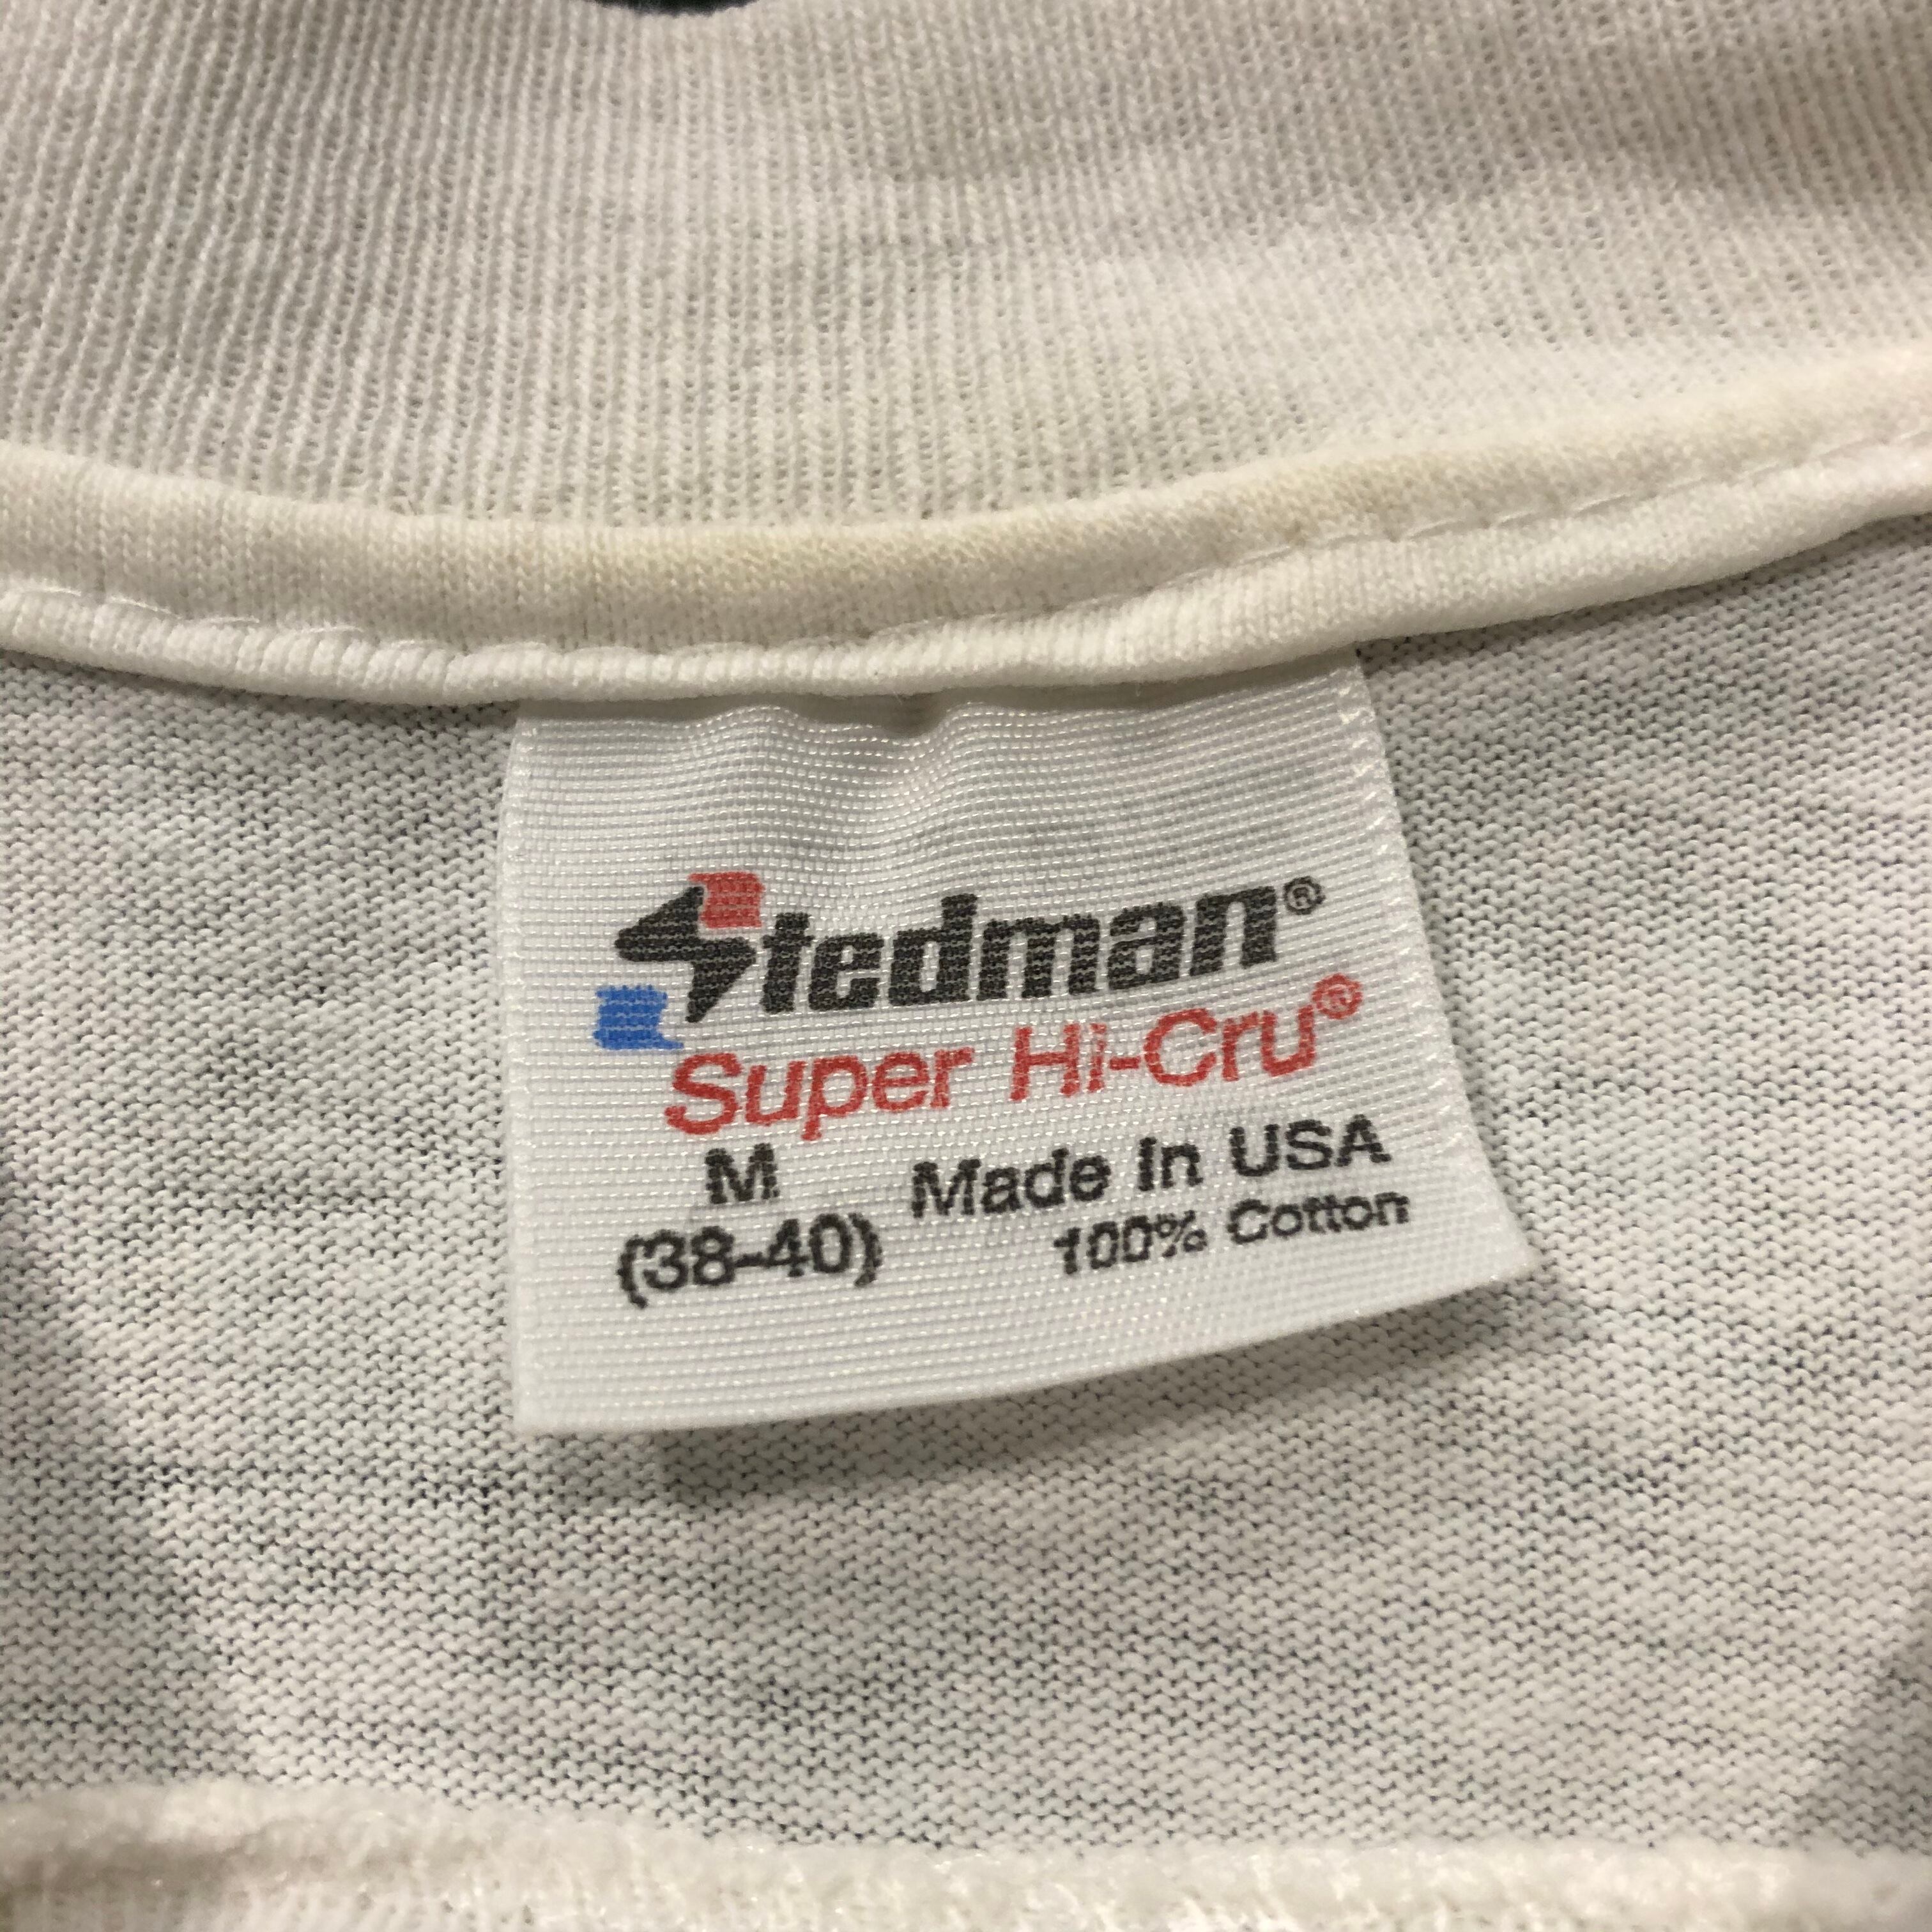 Stedman®
Super Hi-Cru®
M Made In USA
(38-40) 100% Cotton